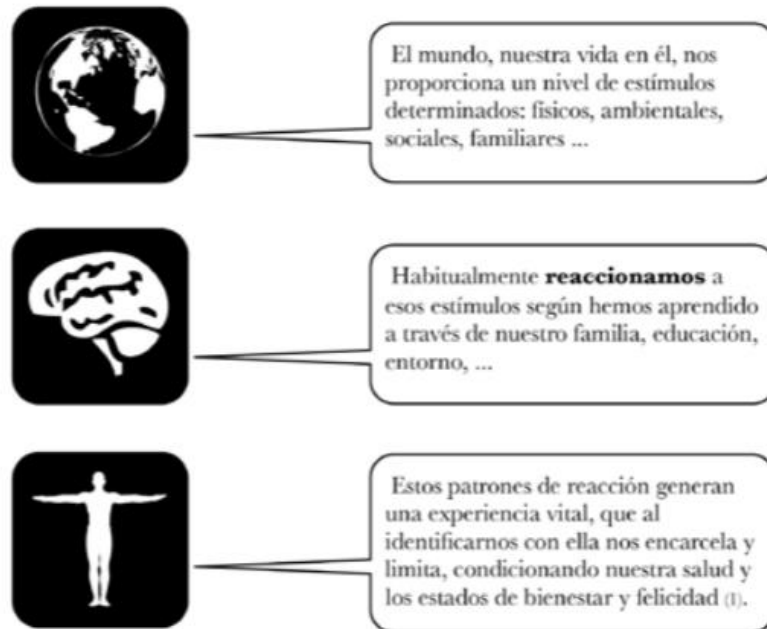 El mundo, nuestra vida en él, nos
proporciona un nivel de estímulos
determinados: fisicos, ambientales,
sociales, familiares ...
Habitualmente reaccionamos a
esos estímulos según hemos aprendido
a través de nuestro familia, educación,
entorno, ...
Estos patrones de reacción generan
una experiencia vital, que al
identificarnos con ella nos encarcela y
limita, condicionando nuestra salud y
los estados de bienestar y felicidad (1).